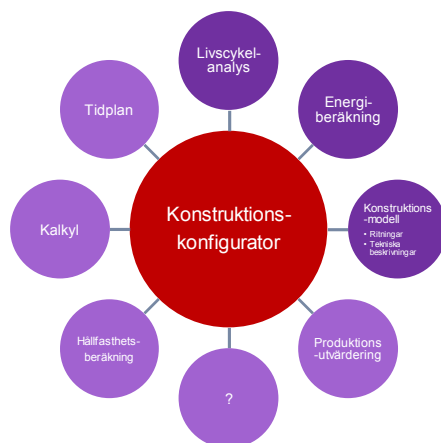 Livscykel-
analys
Energi-
beräkning
Konstruktions
-modell
• Ritningar
• Tekniska
beskrivningar
Produktions
-utvärdering
?
Hållfasthets-
beräkning
Kalkyl
Tidplan
Konstruktions-
konfigurator